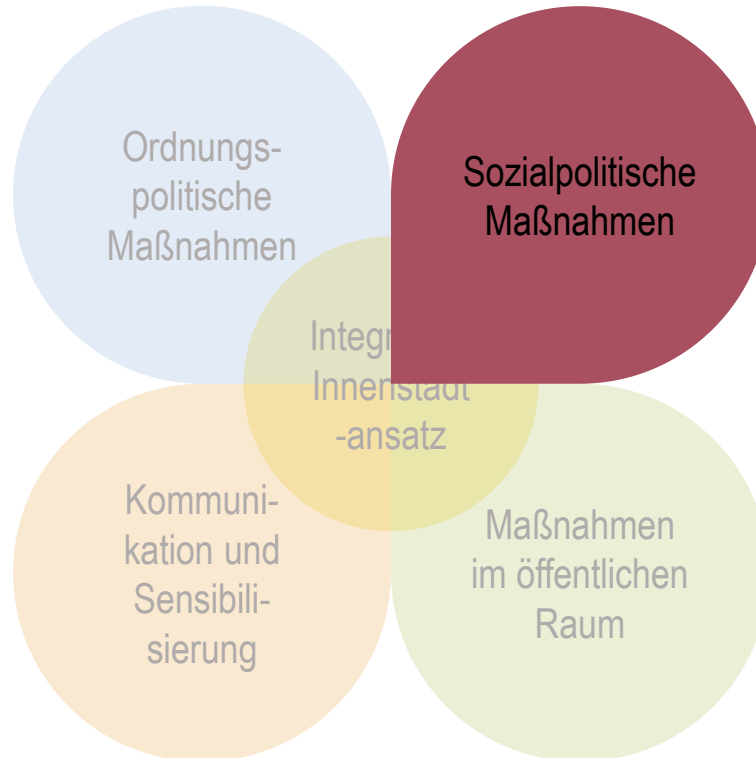 Ordnungs-
politische
Maßnahmen
Sozialpolitische
Maßnahmen
Innenstadt
-ansatz
Kommuni-
kation und
Sensibili-
sierung
Maßnahmen
im öffentlichen
Raum